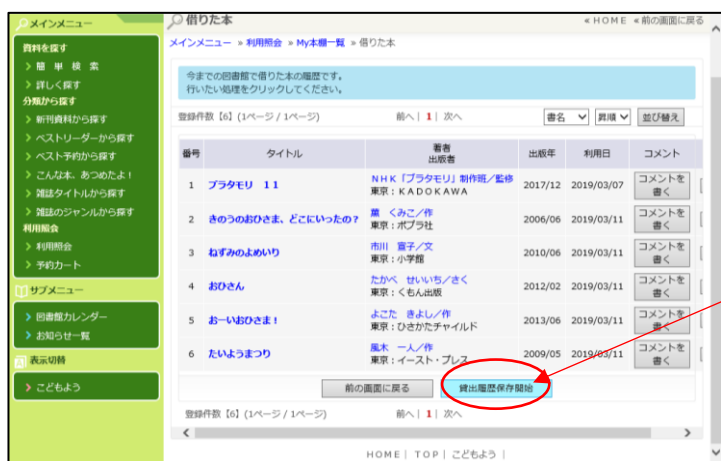 メインメニュー
資料を探す
> 簡 単 検 索
> 詳しく探す
分類から探す
> 新刊資料から探す
> ベストリーダーから探す
> ベスト予約から探す
> こんな本、あつめたよ！
> 雑誌タイトルから探す
> 雑誌のジャンルから探す
利用照会
> 利用照会
> 予約カート
サブメニュー
> 図書館カレンダー
> お知らせ一覧
表示切替
> こどもよう
借りた本
«HOME «前の画面に戻る
メインメニュー » 利用照会 » My本棚一覧 » 借りた本
今までの図書館で借りた本の履歴です。
行いたい処理をクリックしてください。
登録件数【6】(1ページ / 1ページ) 前へ| 1| 次へ 書名 昇順 並び替え
番号 タイトル 著者 出版者 出版年 利用日 コメント
1 ブラタモリ 11 NHK「ブラタモリ」制作班／監修 東京：KADOKAWA 2017/12 2019/03/07 コメントを書く
2 きのうのおひさま、どこにいったの? 薫 くみこ／作 東京：ポプラ社 2006/06 2019/03/11 コメントを書く
3 ねずみのよめいり 市川 宣子／文 東京：小学館 2010/06 2019/03/11 コメントを書く
4 おひさん たかべ せいいち／さく 東京：くもん出版 2012/02 2019/03/11 コメントを書く
5 おーいおひさま! よこた きよし／作 東京：ひさかたチャイルド 2013/06 2019/03/11 コメントを書く
6 たいようまつり 風木 一人／作 東京：イースト・プレス 2009/05 2019/03/11 コメントを書く
前の画面に戻る 貸出履歴保存開始
登録件数【6】(1ページ / 1ページ) 前へ| 1| 次へ
HOME| TOP| こどもよう |